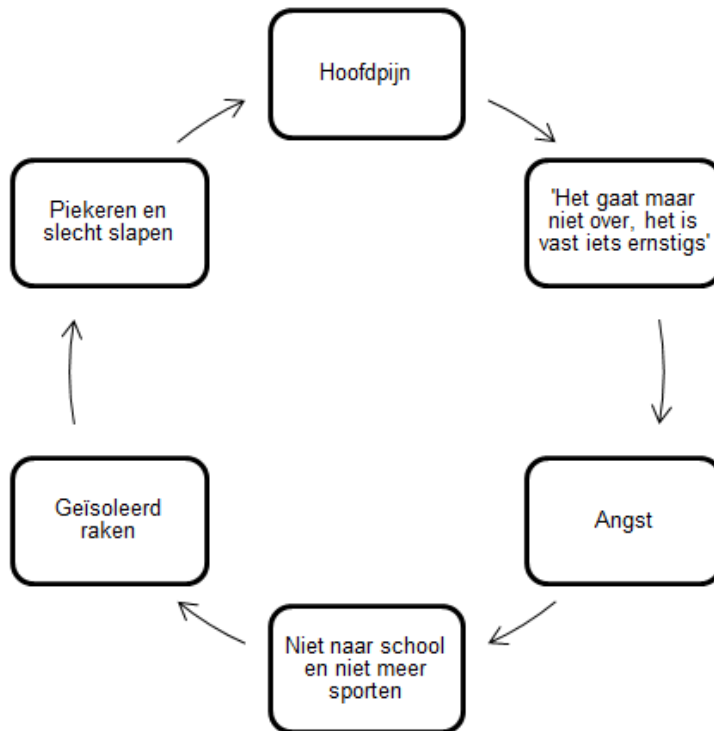 Hoofdpijn
'Het gaat maar
niet over, het is
vast iets ernstigs'
Angst
Niet naar school
en niet meer
sporten
Geïsoleerd
raken
Piekeren en
slecht slapen